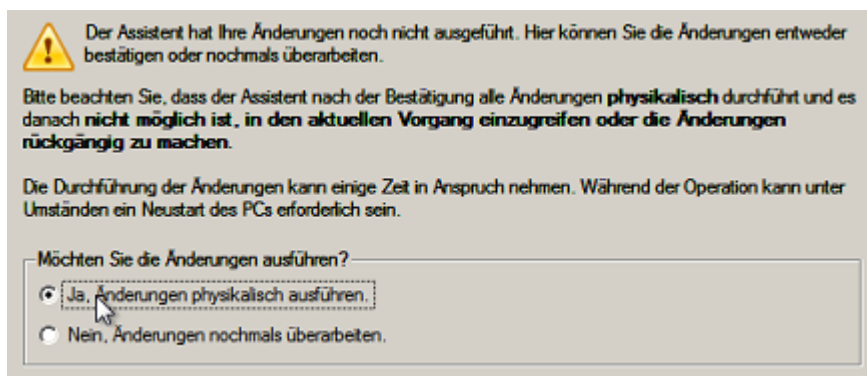 Der Assistent hat Ihre Änderungen noch nicht ausgeführt. Hier können Sie die Änderungen entweder
bestätigen oder nochmals überarbeiten.
Bitte beachten Sie, dass der Assistent nach der Bestätigung alle Änderungen physikalisch durchführt und es
danach nicht möglich ist, in den aktuellen Vorgang einzugreifen oder die Änderungen
rückgängig zu machen.
Die Durchführung der Änderungen kann einige Zeit in Anspruch nehmen. Während der Operation kann unter
Umständen ein Neustart des PCs erforderlich sein.
Möchten Sie die Änderungen ausführen?
Ja, Änderungen physikalisch ausführen.
Nein, Änderungen nochmals überarbeiten.